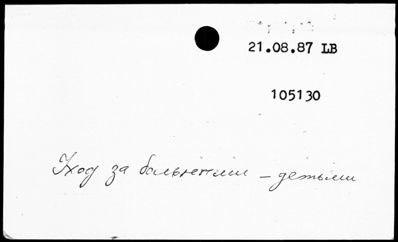 21.08.87 LB
105130
Уход за больными – детьми